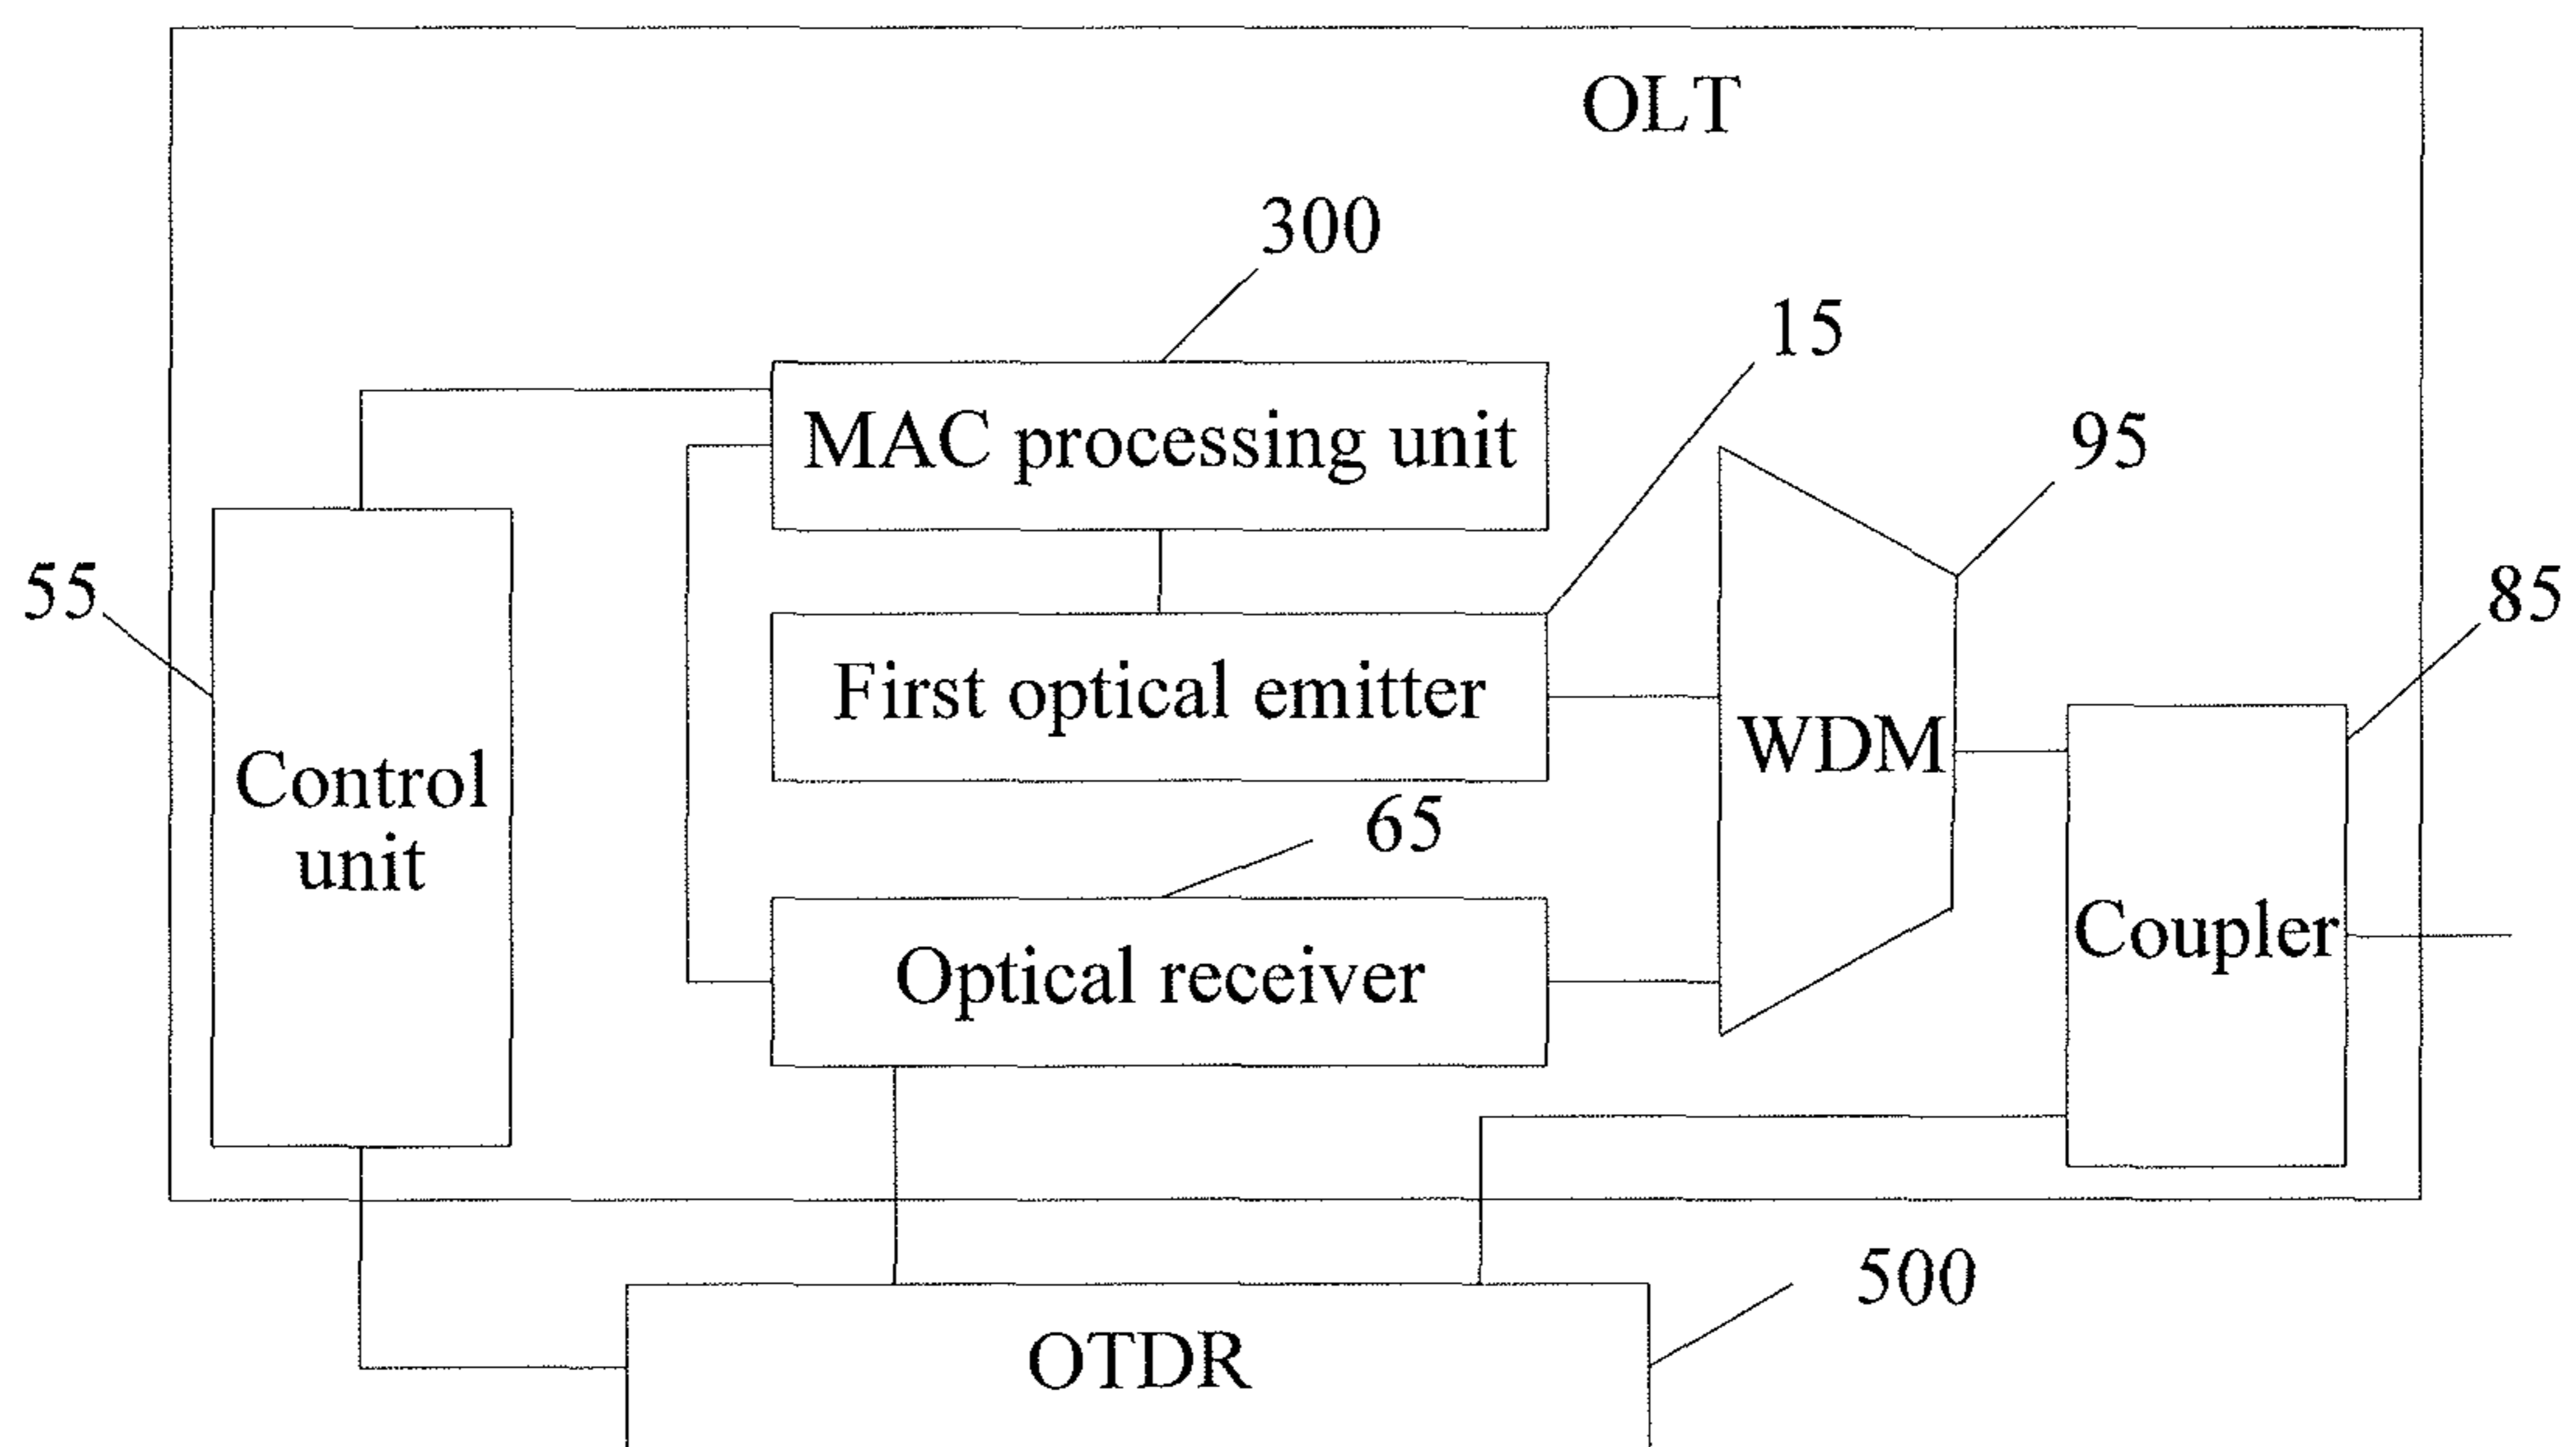 OLT
300
15
MAC processing unit
95
55
85
First optical emitter
WDM
Control
unit
65
Coupler
Optical receiver
500
OTDR